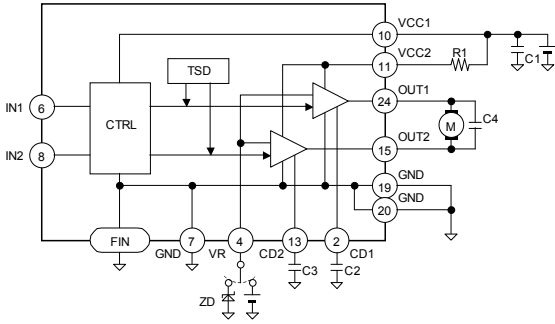 VCC1
10
C1
VCC2
11
R1
TSD
OUT1
24
IN1
6
CTRL
M
C4
OUT2
15
IN2
8
GND
19
GND
20
FIN
GND
7
VR
4
CD2
13
CD1
2
C3
C2
ZD